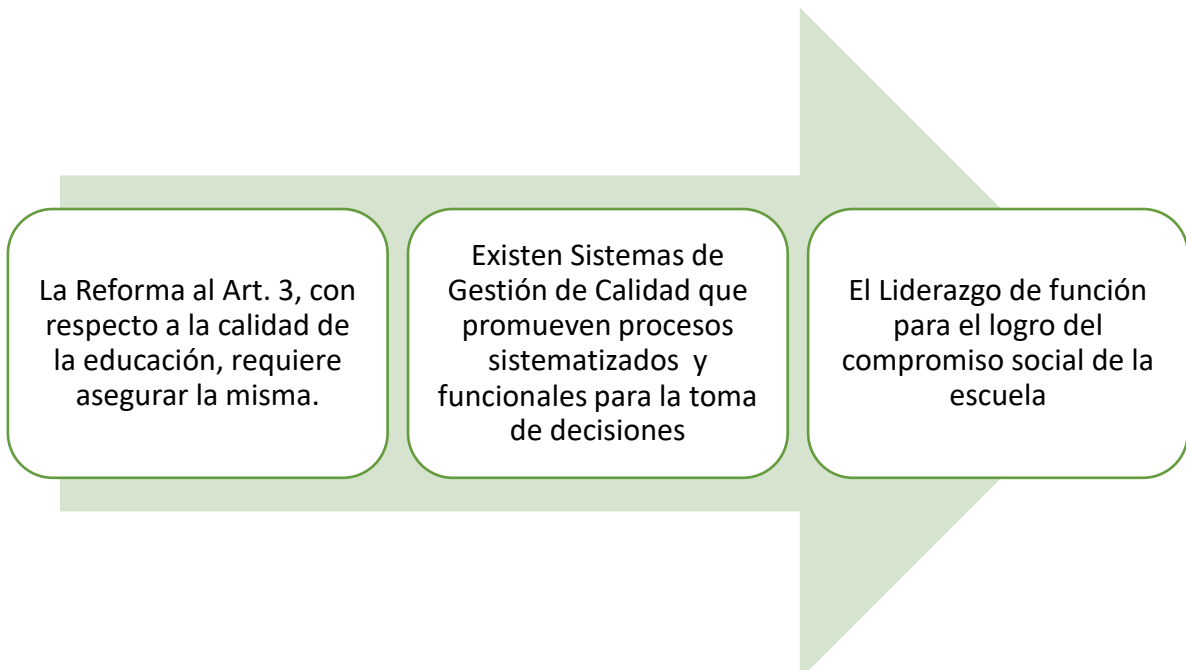 La Reforma al Art. 3, con
respecto a la calidad de
la educación, requiere
asegurar la misma.
Existen Sistemas de
Gestión de Calidad que
promueven procesos
sistematizados y
funcionales para la toma
de decisiones
El Liderazgo de función
para el logro del
compromiso social de la
escuela